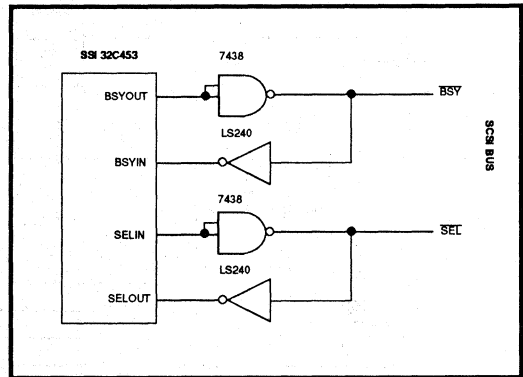 SSI 32C453
7438
BSYOUT
BSY
LS240
BSYIN
SCSI BUS
7438
SELIN
SEL
LS240
SELOUT